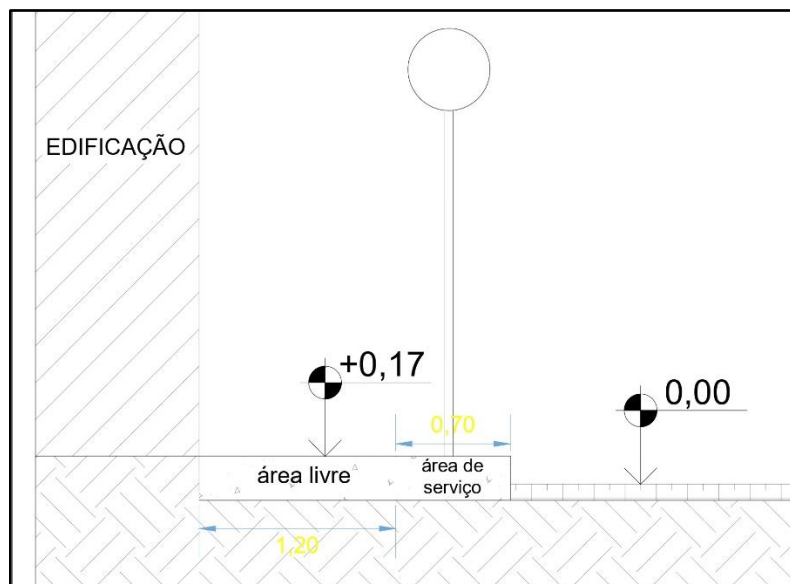 EDIFICAÇÃO
+0,17
0,00
0,70
área livre
área de
serviço
1,20